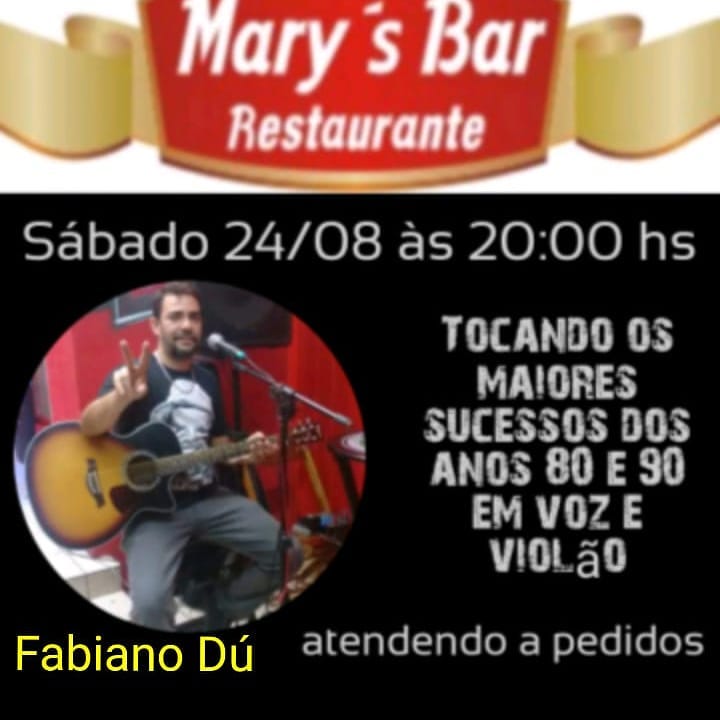 Mary´s Bar
Restaurante
Sábado 24/08 às 20:00 hs
TOCANDO OS
MAIORES
SUCESSOS DOS
ANOS 80 E 90
EM VOZ E
VIOLãO
Fabiano Dú
atendendo a pedidos